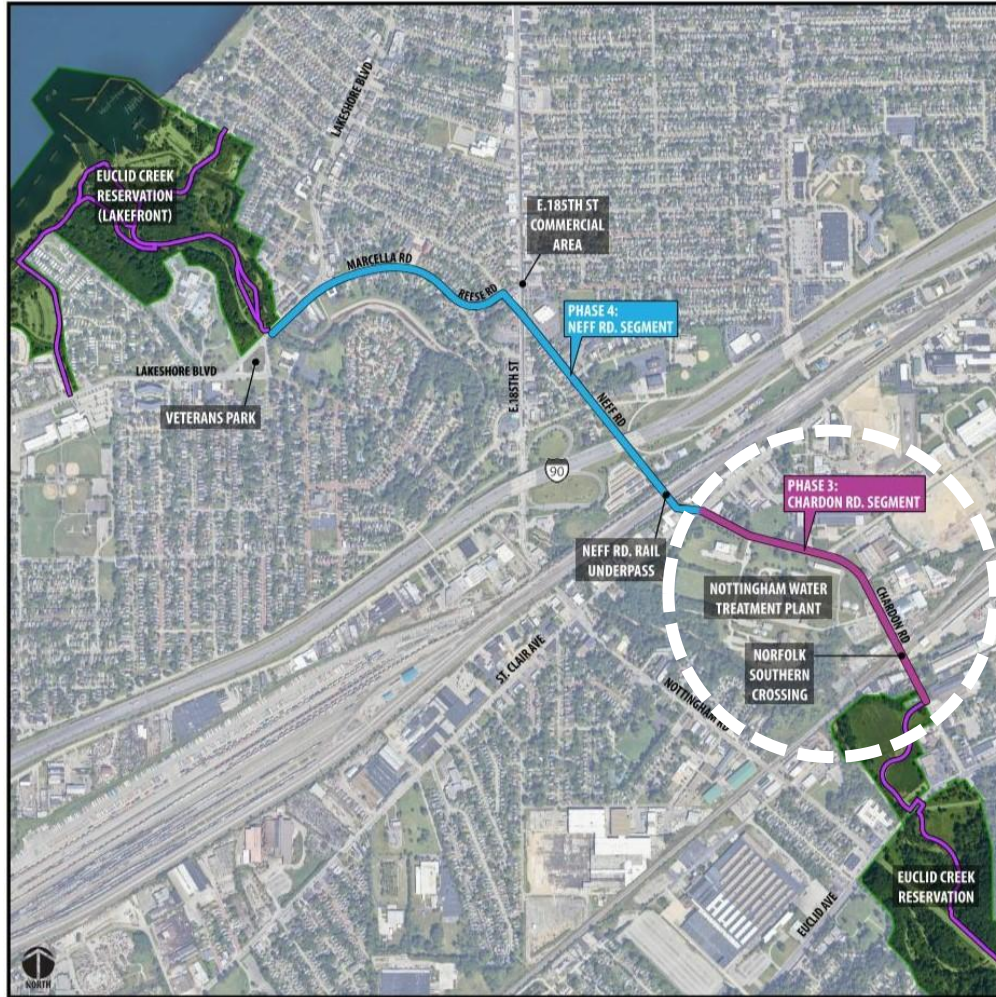 LAKESHORE BLVD
EUCLID CREEK
RESERVATION
(LAKEFRONT)
E.185TH ST
COMMERCIAL
AREA
MARCELLA RD
REESE RD
PHASE 4:
NEFF RD. SEGMENT
LAKESHORE BLVD
E.185TH ST
NEFF RD
VETERANS PARK
90
PHASE 3:
CHARDON RD. SEGMENT
NEFF RD. RAIL
UNDERPASS
NOTTINGHAM WATER
TREATMENT PLANT
CHARDON RD
ST. CLAIR AVE
NORFOLK
SOUTHERN
CROSSING
NOTTINGHAM RD
EUCLID CREEK
RESERVATION
EUCLID AVE
NORTH